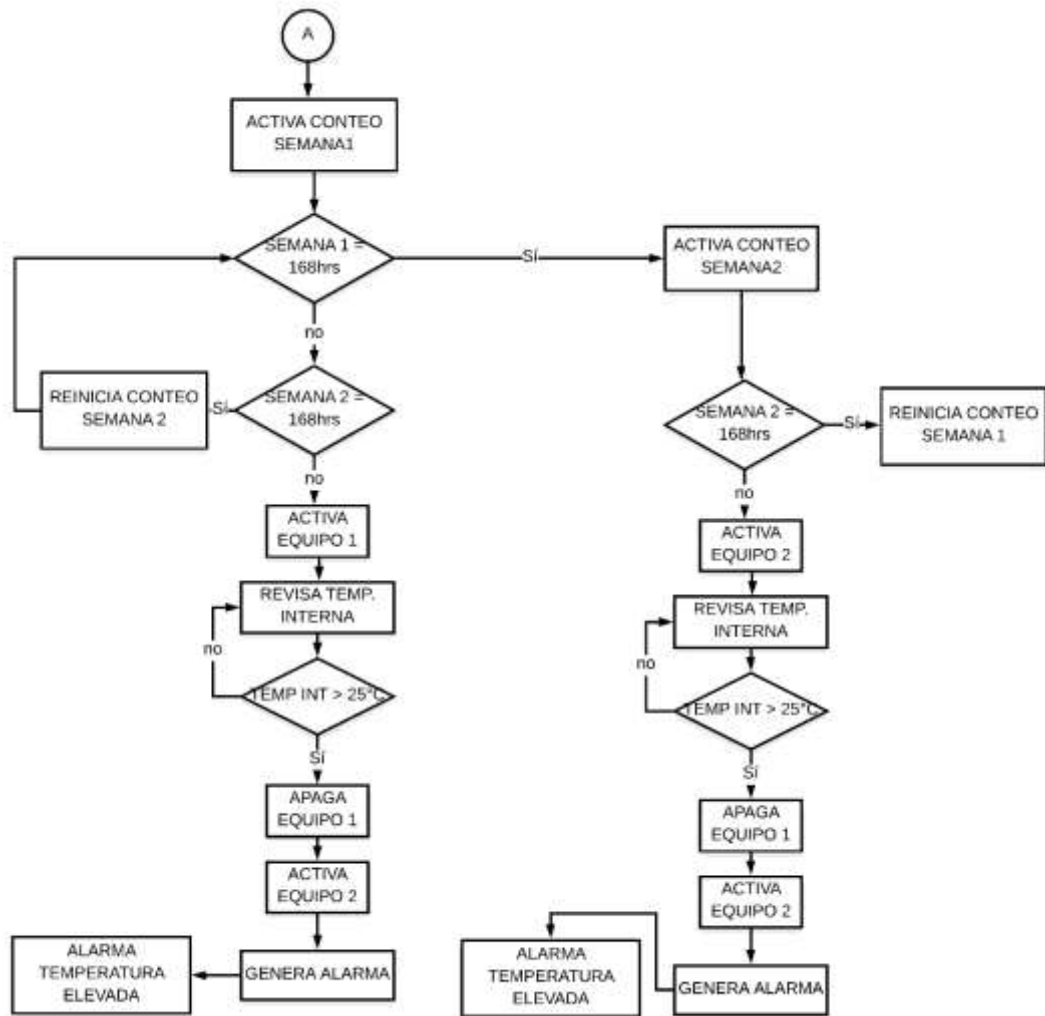 A
ACTIVA CONTEO
SEMANA1
SEMANA 1 =
168hrs
Sí
ACTIVA CONTEO
SEMANA2
no
REINICIA CONTEO
SEMANA 2
Sí
SEMANA 2 =
168hrs
SEMANA 2 =
168hrs
Sí
REINICIA CONTEO
SEMANA 1
no
no
ACTIVA
EQUIPO 1
ACTIVA
EQUIPO 2
REVISA TEMP.
INTERNA
REVISA TEMP.
INTERNA
no
no
TEMP INT > 25°C
TEMP INT > 25°C
Sí
Sí
APAGA
EQUIPO 1
APAGA
EQUIPO 1
ACTIVA
EQUIPO 2
ACTIVA
EQUIPO 2
ALARMA
TEMPERATURA
ELEVADA
GENERA ALARMA
ALARMA
TEMPERATURA
ELEVADA
GENERA ALARMA